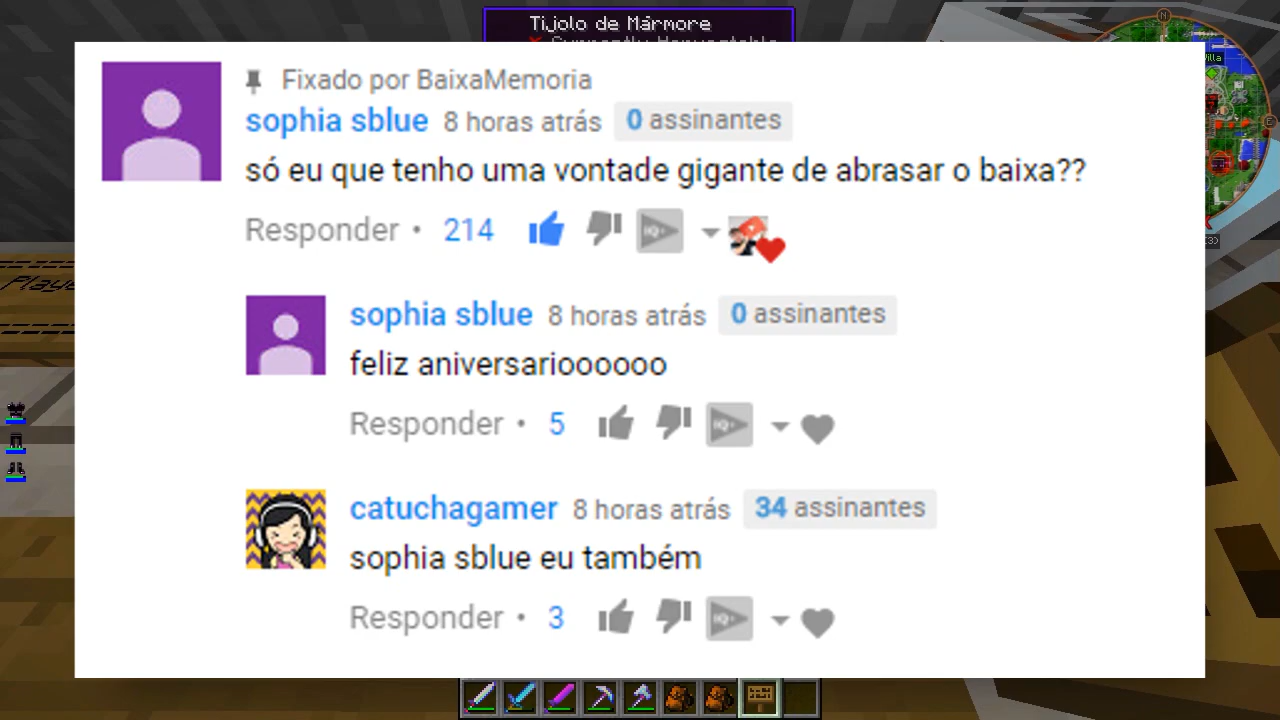 Tijolo de Mármore
Fixado por BaixaMemoria
sophia sblue 8 horas atrás 0 assinantes
só eu que tenho uma vontade gigante de abrasar o baixa??
Responder • 214
sophia sblue 8 horas atrás 0 assinantes
feliz aniversarioooooo
Responder • 5
catuchagamer 8 horas atrás 34 assinantes
sophia sblue eu também
Responder • 3